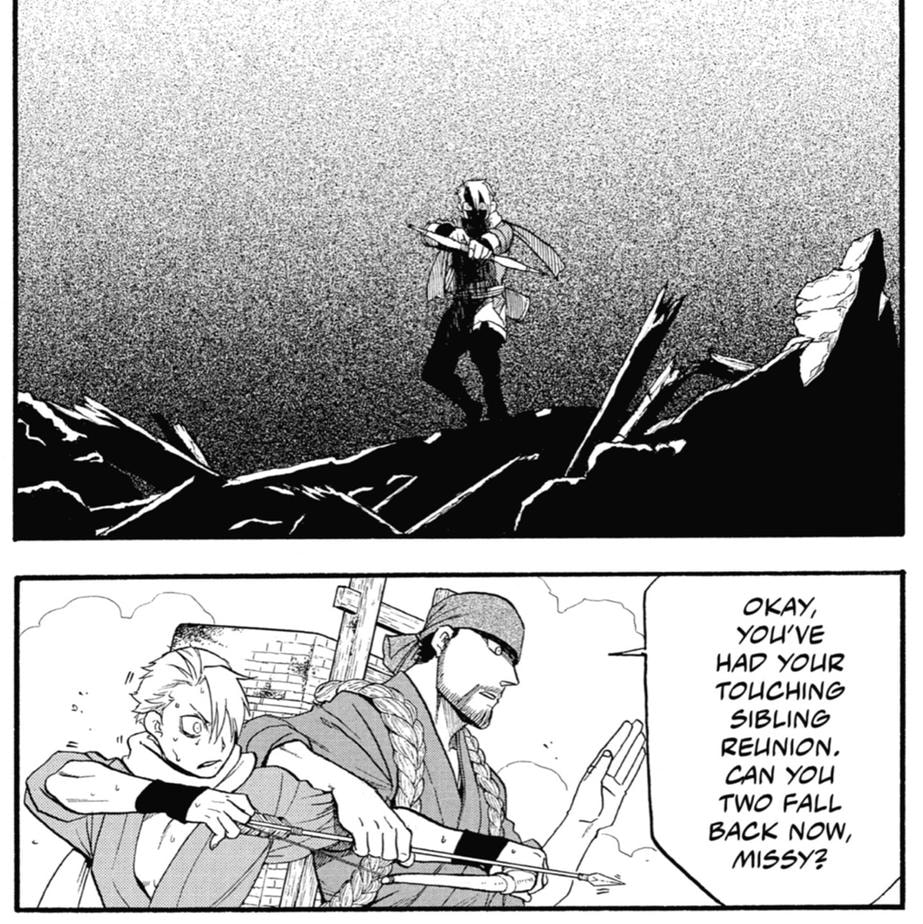 OKAY,
YOU'VE
HAD YOUR
TOUCHING
SIBLING
REUNION.
CAN YOU
TWO FALL
BACK NOW,
MISSY?